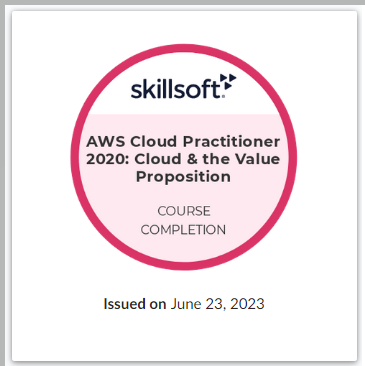 skillsoft
AWS Cloud Practitioner
2020: Cloud & the Value
Proposition
COURSE
COMPLETION
Issued on June 23, 2023